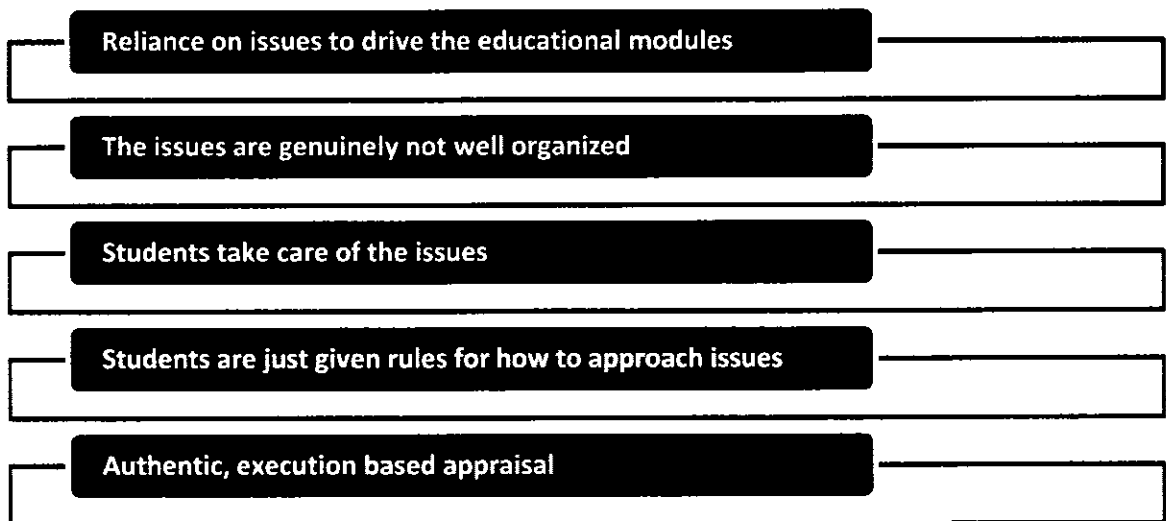 Reliance on issues to drive the educational modules
The issues are genuinely not well organized
Students take care of the issues
Students are just given rules for how to approach issues
Authentic, execution based appraisal